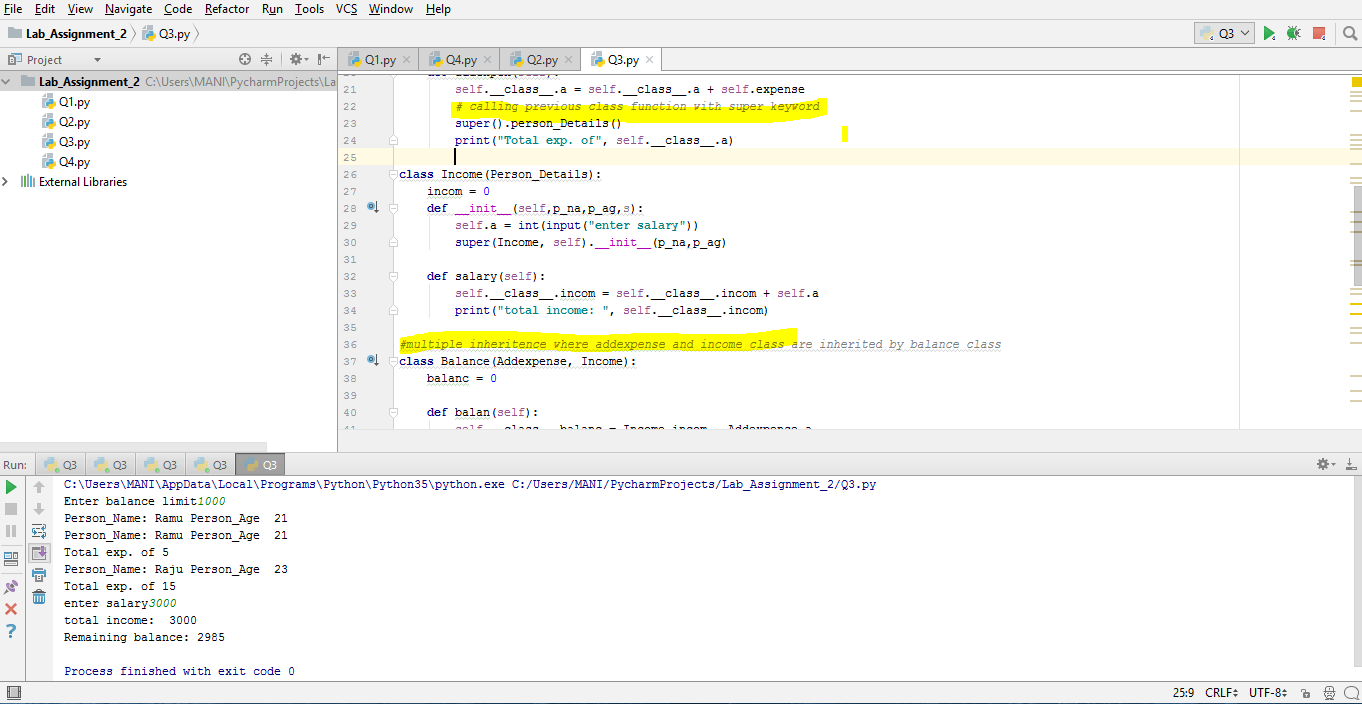 File Edit View Navigate Code Refactor Run Tools VCS Window Help
Lab_Assignment_2 Q3.py Q3
Project Q1.py Q4.py Q2.py Q3.py
Lab_Assignment_2 C:\Users\MANI\PycharmProjects\La
Q1.py
Q2.py
Q3.py
Q4.py
External Libraries
21 self.__class__.a = self.__class__.a + self.expense
22 # calling previous class function with super keyword
23 super().person_Details()
24 print("Total exp. of", self.__class__.a)
25
26 class Income(Person_Details):
27 incom = 0
28 def __init__(self,p_na,p_ag,s):
29 self.a = int(input("enter salary"))
30 super(Income, self).__init__(p_na,p_ag)
31
32 def salary(self):
33 self.__class__.incom = self.__class__.incom + self.a
34 print("total income: ", self.__class__.incom)
35
36 #multiple inheritence where addexpense and income class are inherited by balance class
37 class Balance(Addexpense, Income):
38 balanc = 0
39
40 def balan(self):
Run: Q3 Q3 Q3 Q3 Q3
C:\Users\MANI\AppData\Local\Programs\Python\Python35\python.exe C:/Users/MANI/PycharmProjects/Lab_Assignment_2/Q3.py
Enter balance limit1000
Person_Name: Ramu Person_Age  21
Person_Name: Ramu Person_Age  21
Total exp. of 5
Person_Name: Raju Person_Age  23
Total exp. of 15
enter salary3000
total income:  3000
Remaining balance: 2985
Process finished with exit code 0
25:9 CRLF UTF-8